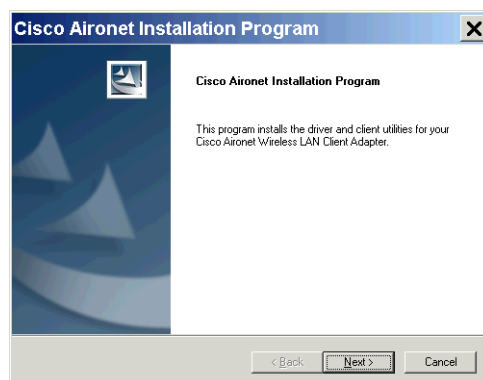 Cisco Aironet Installation Program
Cisco Aironet Installation Program
This program installs the driver and client utilities for your
Cisco Aironet Wireless LAN Client Adapter.
< Back
Next >
Cancel